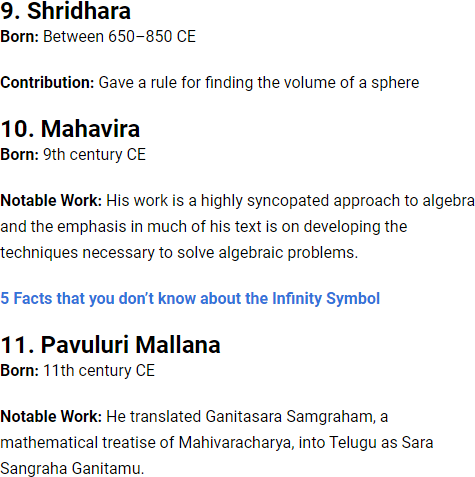 9. Shridhara
Born: Between 650–850 CE
Contribution: Gave a rule for finding the volume of a sphere
10. Mahavira
Born: 9th century CE
Notable Work: His work is a highly syncopated approach to algebra
and the emphasis in much of his text is on developing the
techniques necessary to solve algebraic problems.
5 Facts that you don’t know about the Infinity Symbol
11. Pavuluri Mallana
Born: 11th century CE
Notable Work: He translated Ganitasara Samgraham, a
mathematical treatise of Mahivaracharya, into Telugu as Sara
Sangraha Ganitamu.